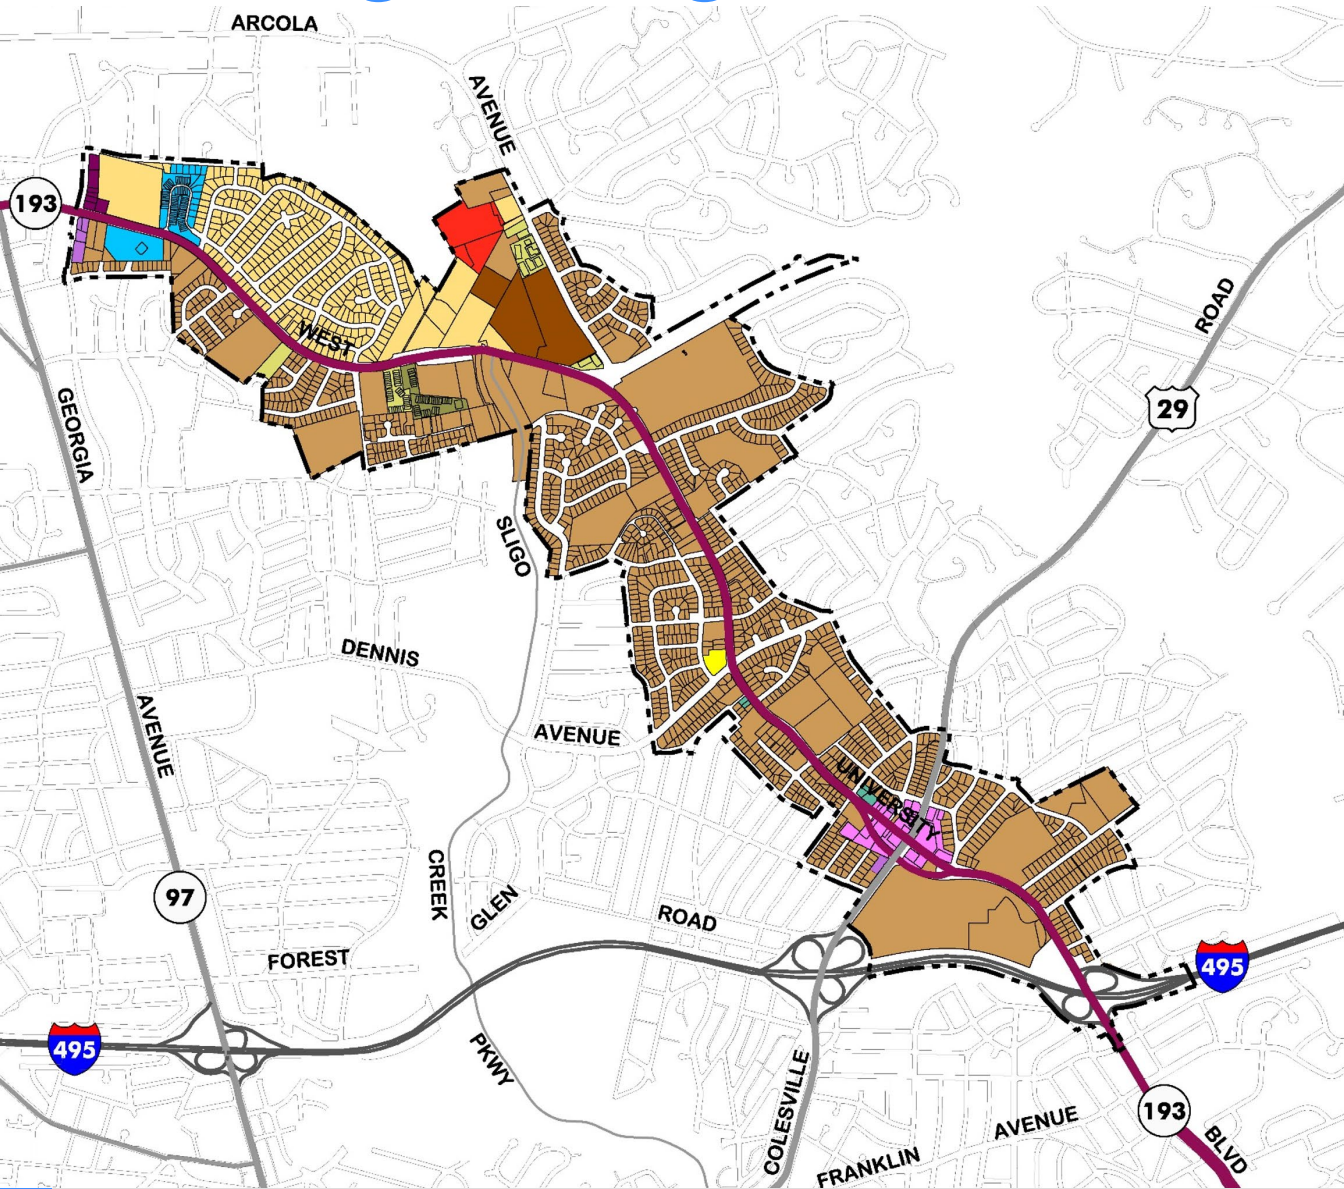 ARCOLA
AVENUE
193
WEST
ROAD
29
GEORGIA
SLIGO
DENNIS
AVENUE
AVENUE
UNIVERSITY
CREEK
GLEN
97
ROAD
FOREST
495
495
PKWY
COLESVILLE
193
AVENUE
BLVD
FRANKLIN